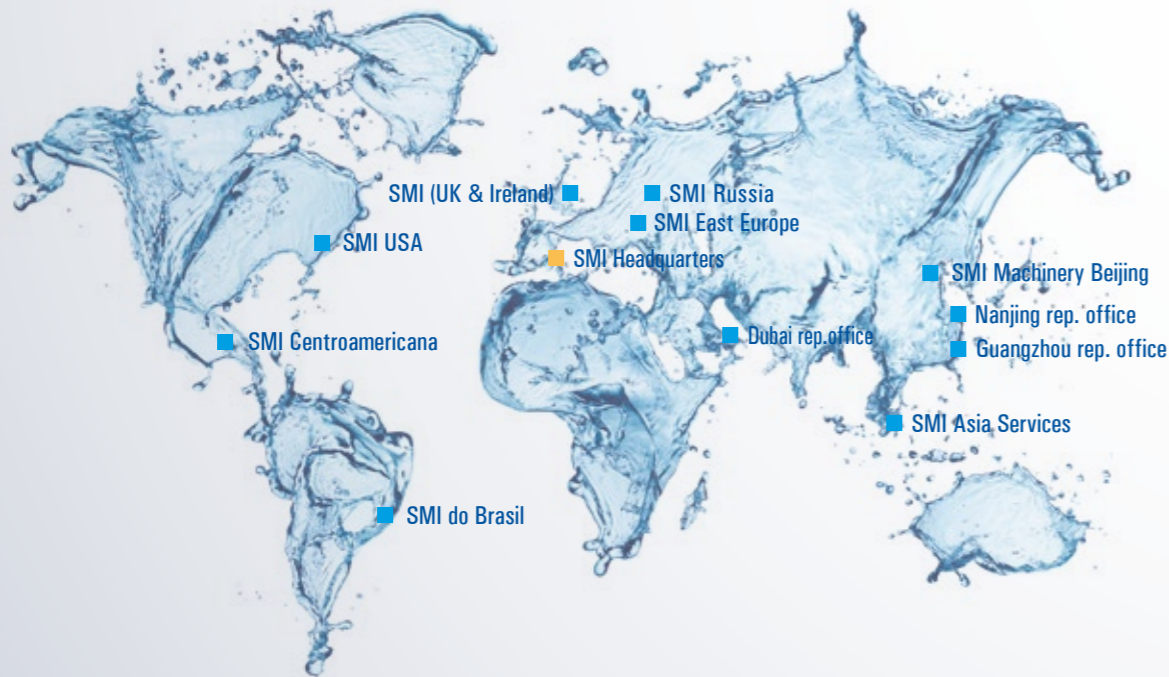 SMI (UK & Ireland)
SMI Russia
SMI East Europe
SMI USA
SMI Headquarters
SMI Machinery Beijing
Nanjing rep. office
Dubai rep.office
SMI Centroamericana
Guangzhou rep. office
SMI Asia Services
SMI do Brasil